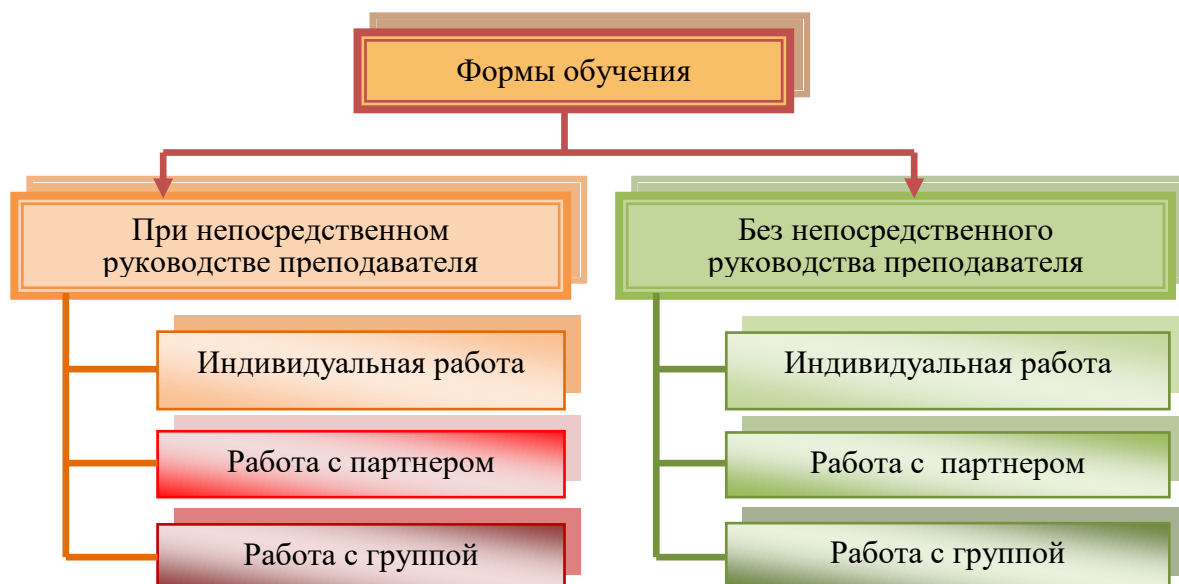 Формы обучения
При непосредственном
руководстве преподавателя
Индивидуальная работа
Работа с партнером
Работа с группой
Без непосредственного
руководства преподавателя
Индивидуальная работа
Работа с партнером
Работа с группой